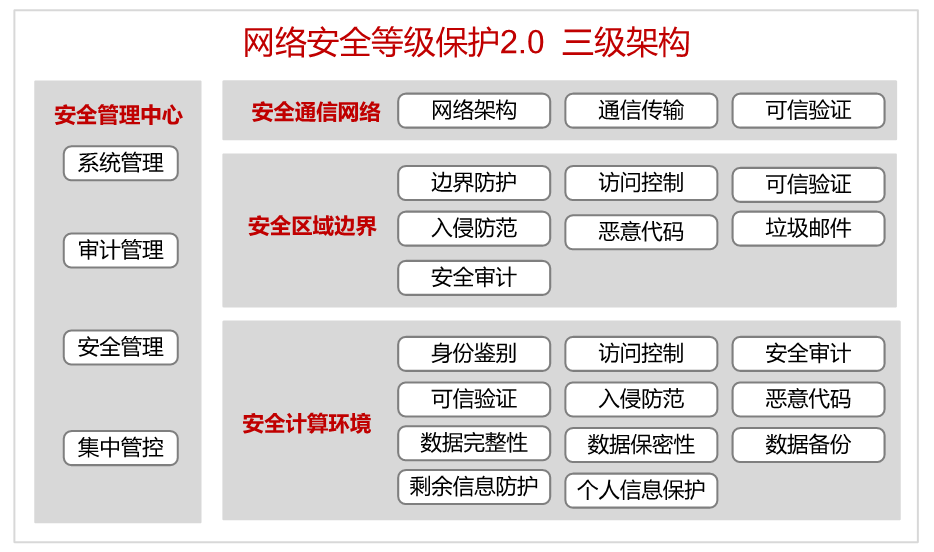 网络安全等级保护2.0 三级架构
安全管理中心
系统管理
审计管理
安全管理
集中管控
安全通信网络
网络架构
通信传输
可信验证
安全区域边界
边界防护
访问控制
可信验证
入侵防范
恶意代码
垃圾邮件
安全审计
安全计算环境
身份鉴别
访问控制
安全审计
可信验证
入侵防范
恶意代码
数据完整性
数据保密性
数据备份
剩余信息防护
个人信息保护